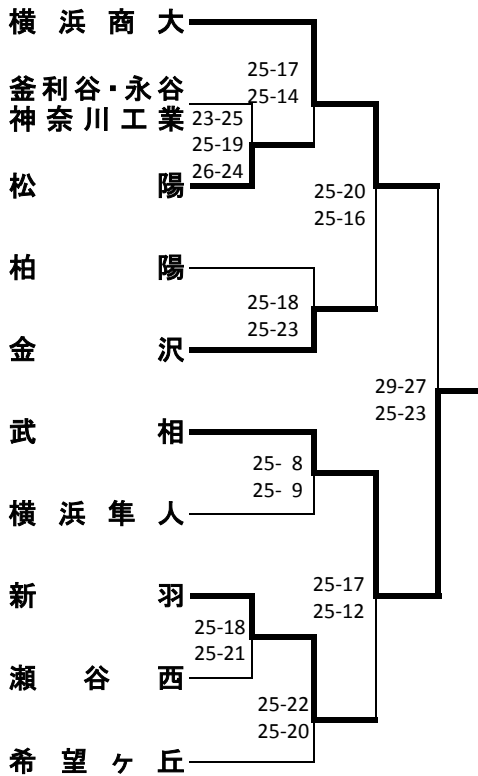 横浜商大
25-17
25-14
釜利谷・永谷
神奈川工業
23-25
25-19
26-24
松陽
25-20
25-16
柏陽
25-18
25-23
金沢
29-27
25-23
武相
25- 8
25- 9
横浜隼人
新羽
25-17
25-12
25-18
25-21
瀬谷西
25-22
25-20
希望ヶ丘